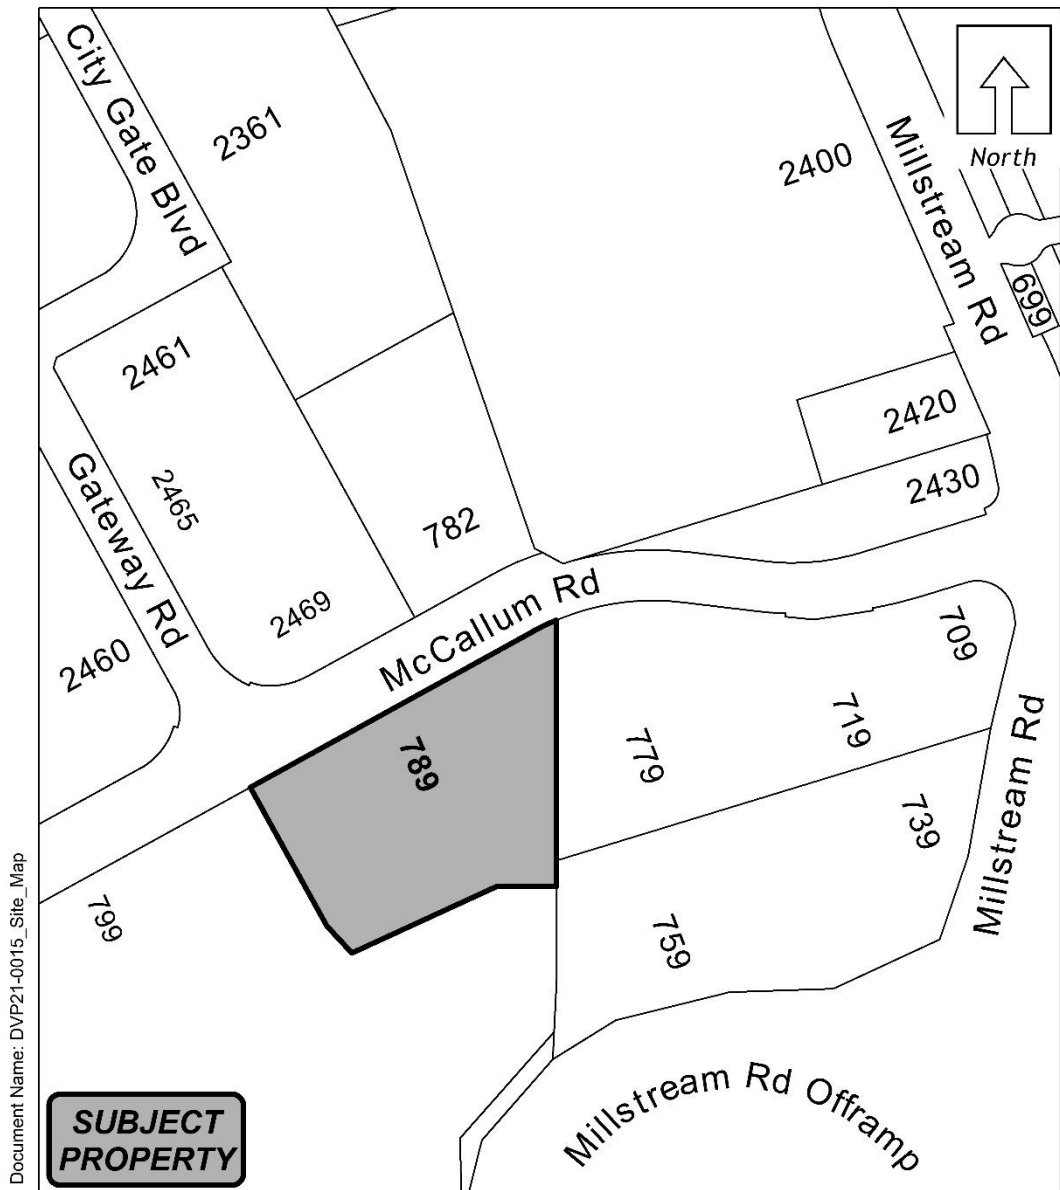 City Gate Blvd
2361
2400
Millstream Rd
North
699
2461
2465
Gateway Rd
2469
782
2420
2430
2460
McCallum Rd
789
779
719
709
739
759
Millstream Rd
799
Millstream Rd Offramp
SUBJECT
PROPERTY
Document Name: DVP21-0015_Site_Map